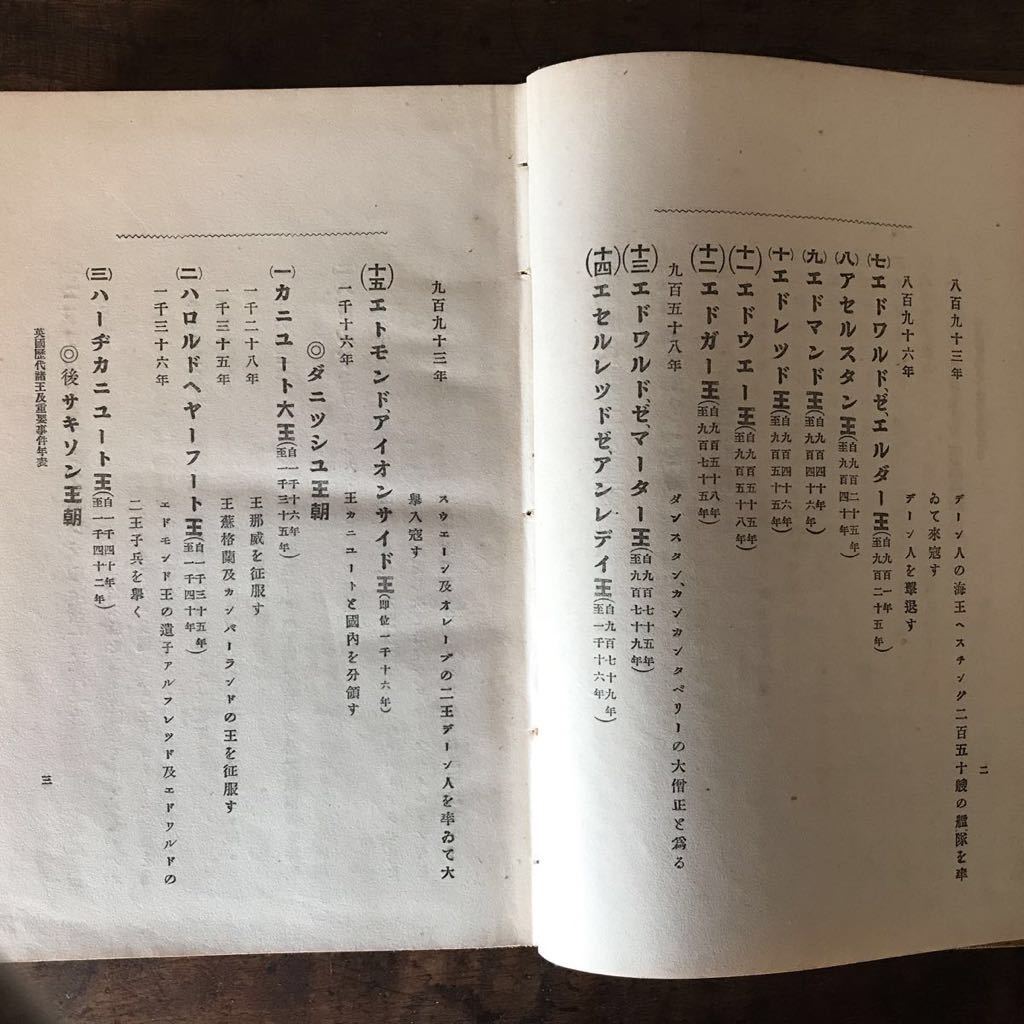 二
八百九十三年　デーン人の海王ヘスチング二百五十艘の艦隊を率
ゐて來寇す
八百九十六年　デーン人を擊退す
(七)エドワルド、ゼ、エルダー王(自九百一年至九百二十五年)
(八)アセルスタン王(自九百二十五年至九百四十年)
(九)エドマンド王(自九百四十年至九百四十六年)
(十)エドレッド王(自九百四十六年至九百五十五年)
(十一)エドウエー王(自九百五十五年至九百五十八年)
(十二)エドガー王(自九百五十八年至九百七十五年)
九百五十八年　ダンスタン、カンカンタベリーの大僧正と爲る
(十三)エドワルド、ゼ、マーター王(自九百七十五年至九百七十九年)
(十四)エセルレッドゼ、アンレデイ王(自九百七十九年至一千十六年)
九百九十三年　スウェーン及オレーブの二王デーン人を率ゐて大
擧入寇す
(十五)エトモンド、アイオンサイド王(即位一千十六年)
一千十六年　王カニユートと國內を分領す
◎ダニッシユ王朝
(一)カニユート大王(自一千十六年至一千三十五年)
一千二十八年　王那威を征服す
一千三十五年　王蘇格蘭及カンバーランドの王を征服す
(二)ハロルドヘヤーフート王(自一千三十五年至一千四十年)
一千三十六年　エドモンド王の遺子アルフレッド及エドワルドの
二王子兵を擧く
(三)ハーヂカニユート王(自一千四十年至一千四十二年)
◎後サキソン王朝
英國歷代諸王及重要事件年表
三